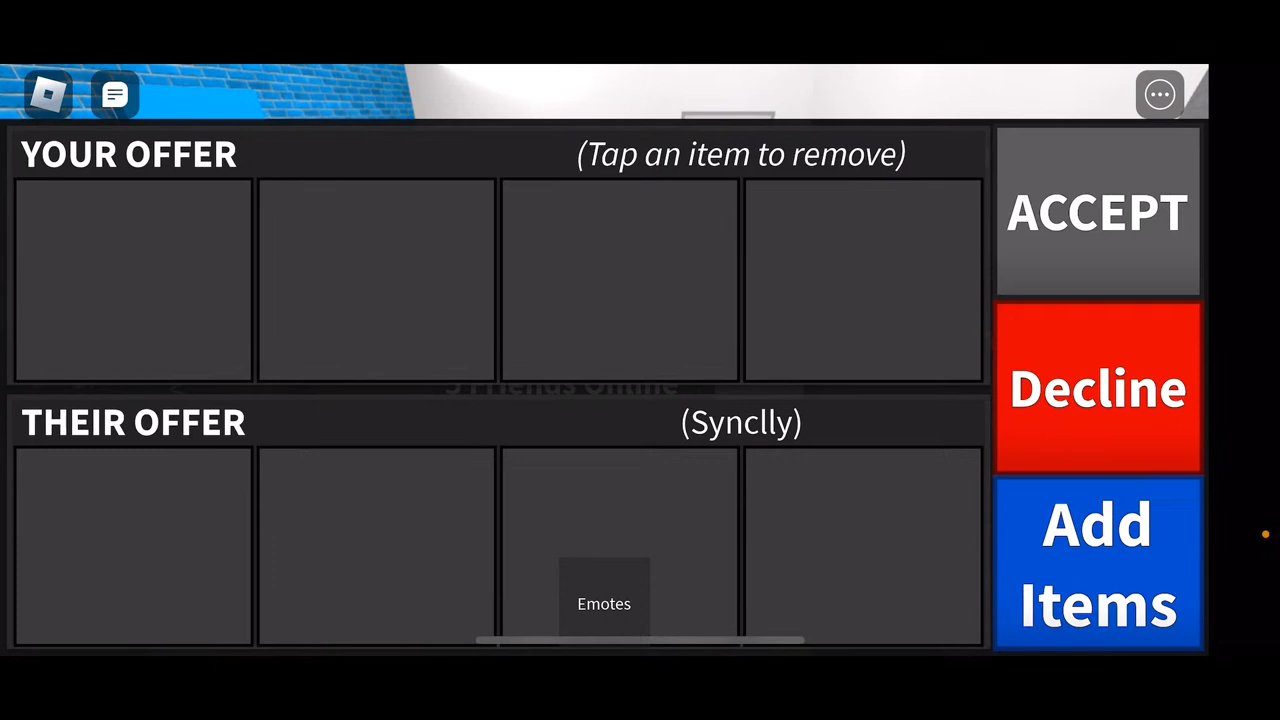 YOUR OFFER (Tap an item to remove)
ACCEPT
Decline
THEIR OFFER (Synclly)
Add
Items
Emotes